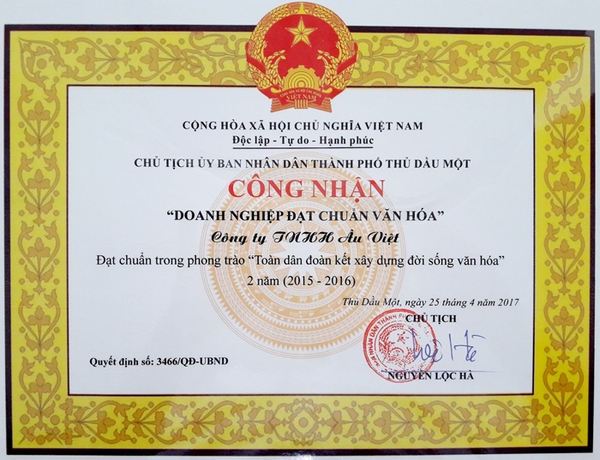 CỘNG HÒA XÃ HỘI CHỦ NGHĨA VIỆT NAM
Độc lập - Tự do - Hạnh phúc
CHỦ TỊCH ỦY BAN NHÂN DÂN THÀNH PHỐ THỦ DẦU MỘT
CÔNG NHẬN
“DOANH NGHIỆP ĐẠT CHUẨN VĂN HÓA”
Công ty TNHH Âu Việt
Đạt chuẩn trong phong trào “Toàn dân đoàn kết xây dựng đời sống văn hóa”
2 năm (2015 - 2016)
Thủ Dầu Một, ngày 25 tháng 4 năm 2017
CHỦ TỊCH
Quyết định số: 3466/QĐ-UBND
NGUYỄN LỘC HÀ